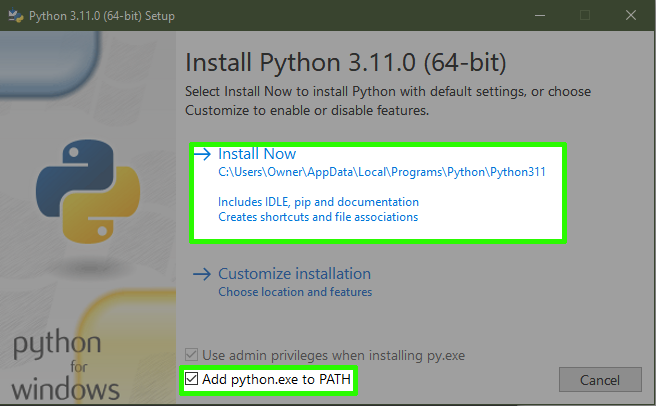 Python 3.11.0 (64-bit) Setup
Install Python 3.11.0 (64-bit)
Select Install Now to install Python with default settings, or choose
Customize to enable or disable features.
Install Now
C:\Users\Owner\AppData\Local\Programs\Python\Python311
Includes IDLE, pip and documentation
Creates shortcuts and file associations
Customize installation
Choose location and features
Use admin privileges when installing py.exe
Add python.exe to PATH
Cancel
python
for
windows